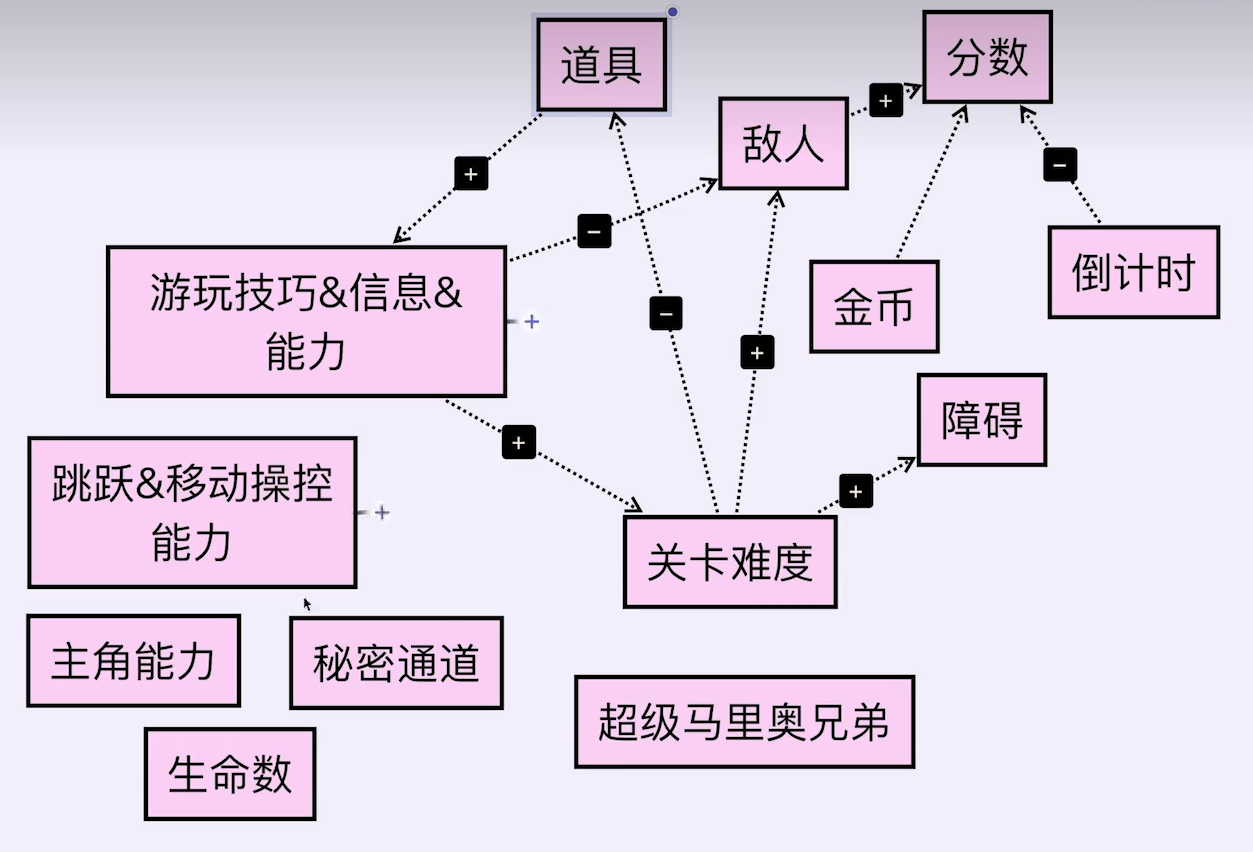 道具
分数
+
敌人
+
−
−
游玩技巧&信息&
能力
+
−
金币
倒计时
+
障碍
+
跳跃&移动操控
能力
+
+
关卡难度
主角能力
秘密通道
超级马里奥兄弟
生命数